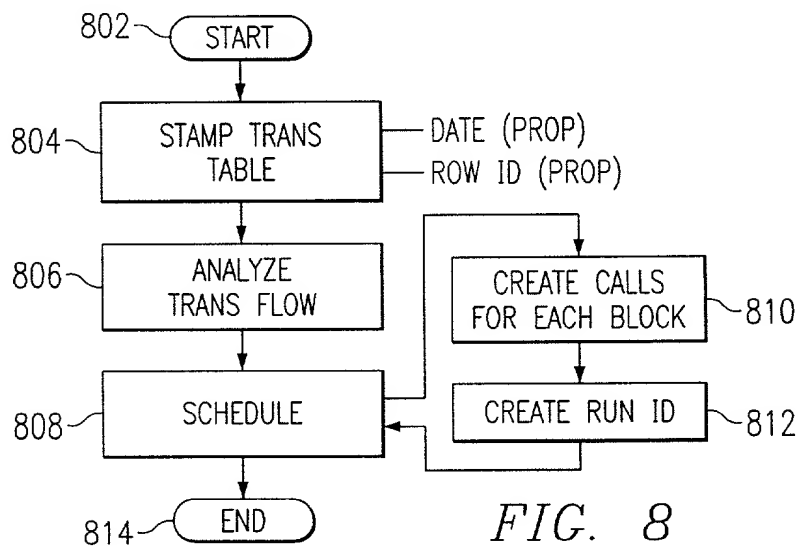 802
START
804
STAMP TRANS
TABLE
DATE (PROP)
ROW ID (PROP)
806
ANALYZE
TRANS FLOW
CREATE CALLS
FOR EACH BLOCK
810
808
SCHEDULE
CREATE RUN ID
812
814
END
FIG. 8